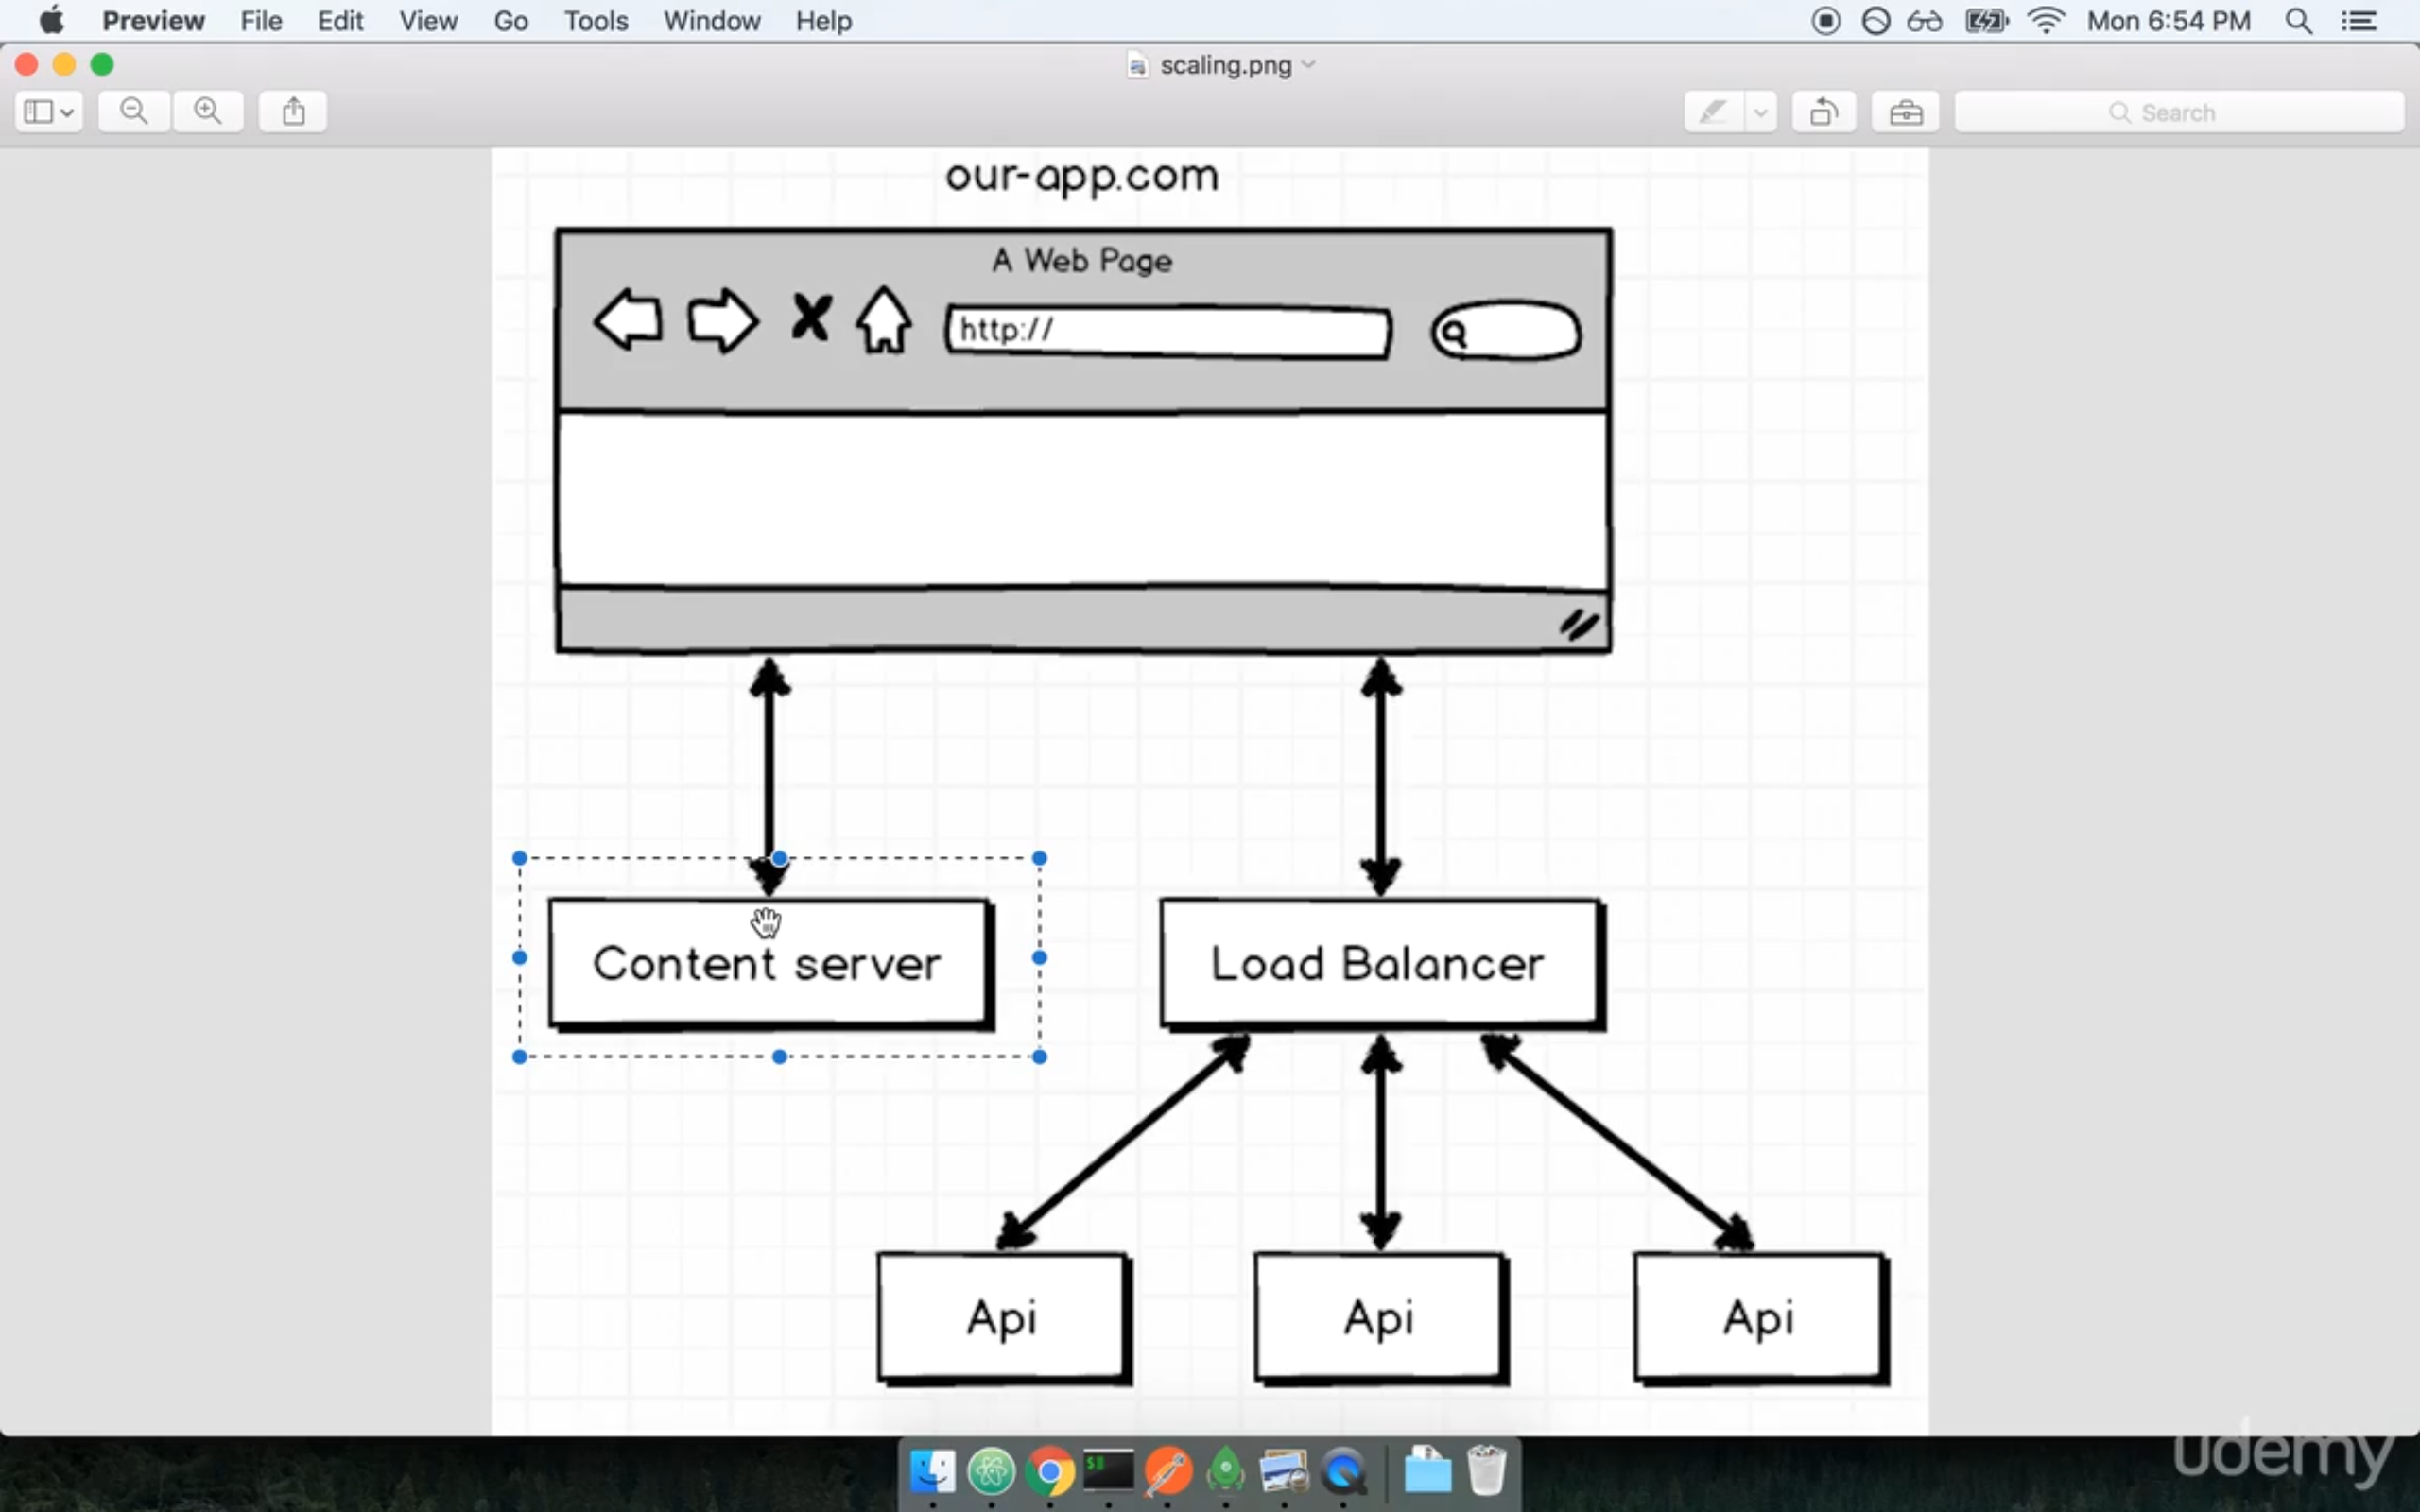 Preview File Edit View Go Tools Window Help Mon 6:54 PM
scaling.png
Search
our-app.com
A Web Page
http://
Content server
Load Balancer
Api
Api
Api
$
udemy